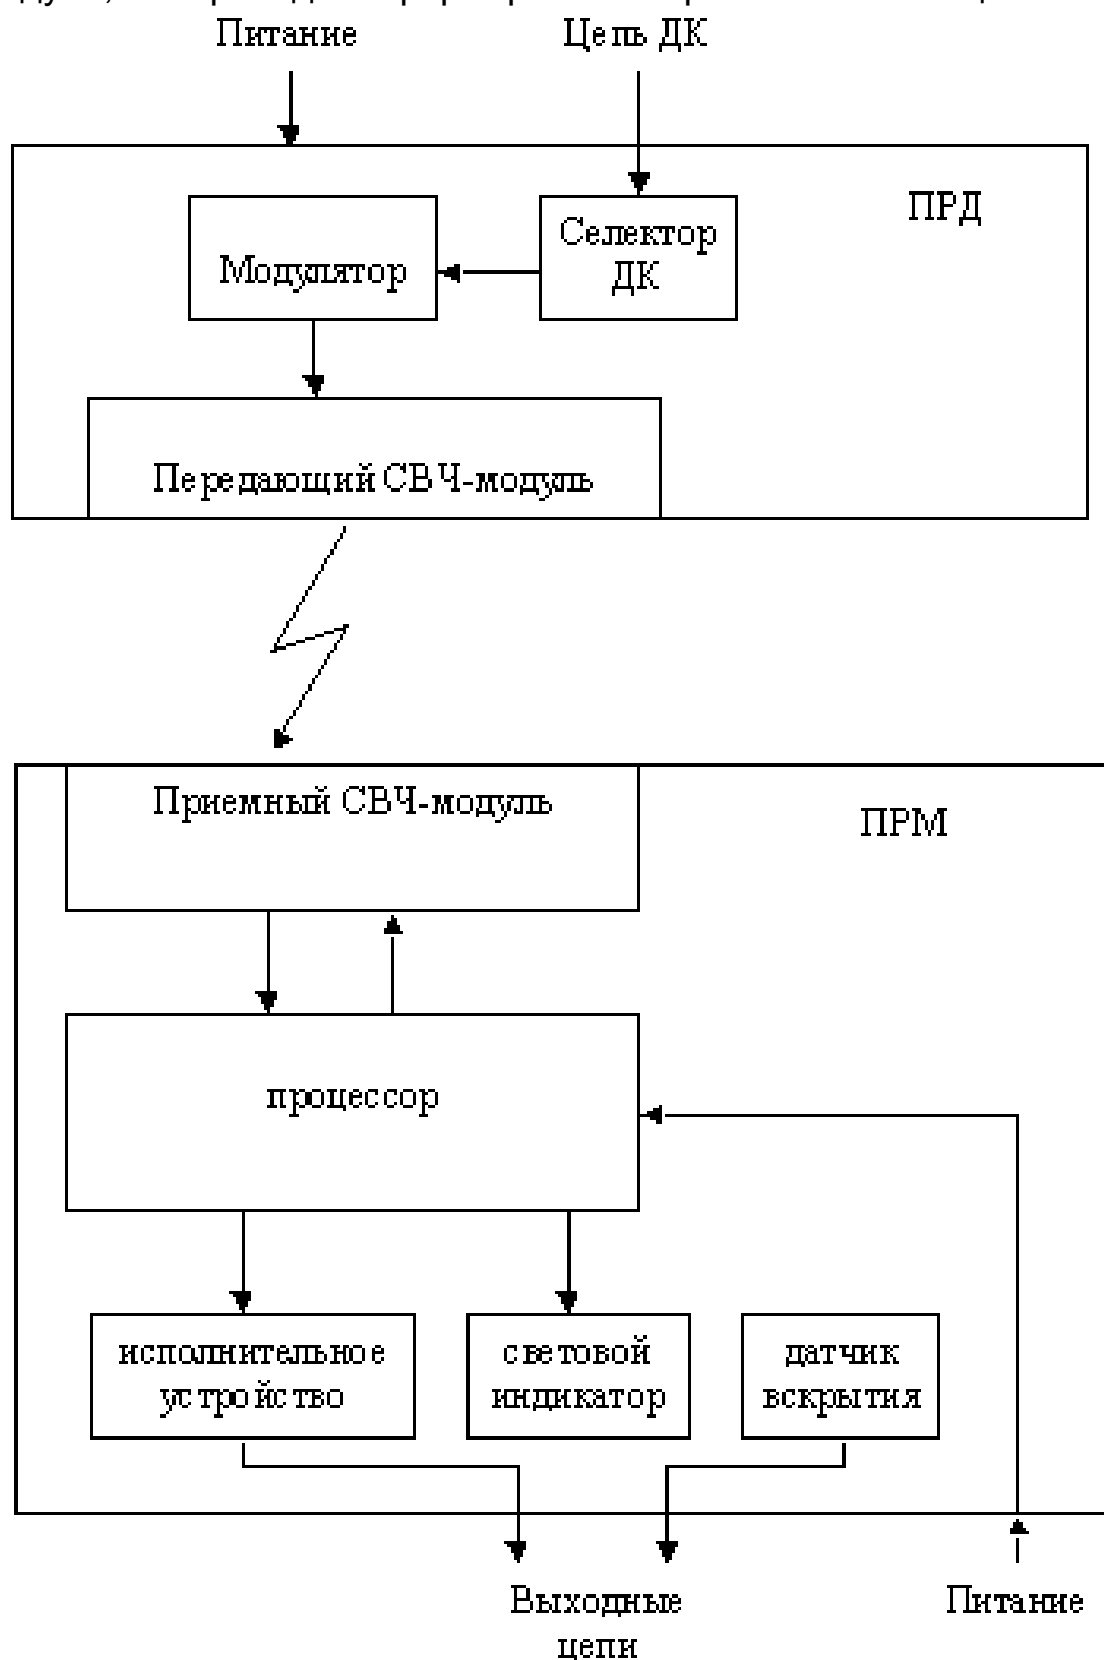 Питание
Цепь ДК
ПРД
Селектор
ДК
Модулятор
Передающий СВЧ-модуль
Приемный СВЧ-модуль
ПРМ
процессор
исполнительное
устройство
световой
индикатор
датчик
вскрытия
Выходные
цепи
Питание